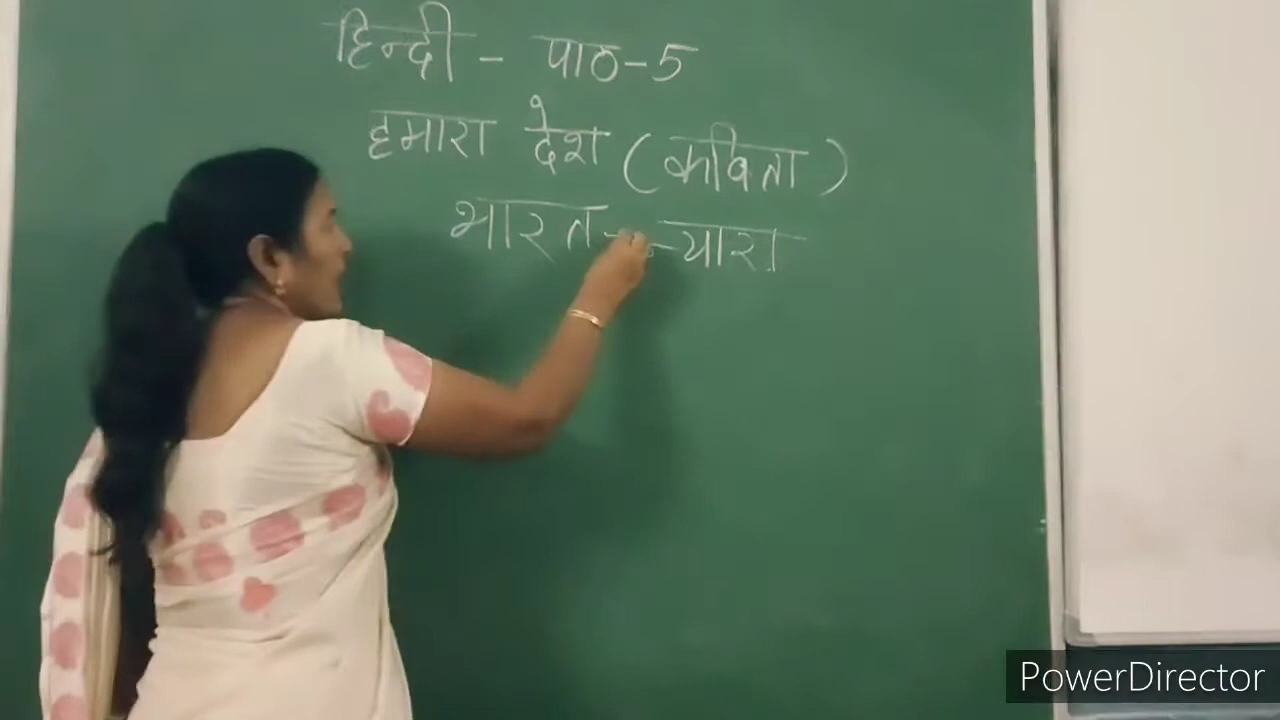 हिन्दी - पाठ-5
हमारा देश (कविता)
भारत - यारा
PowerDirector